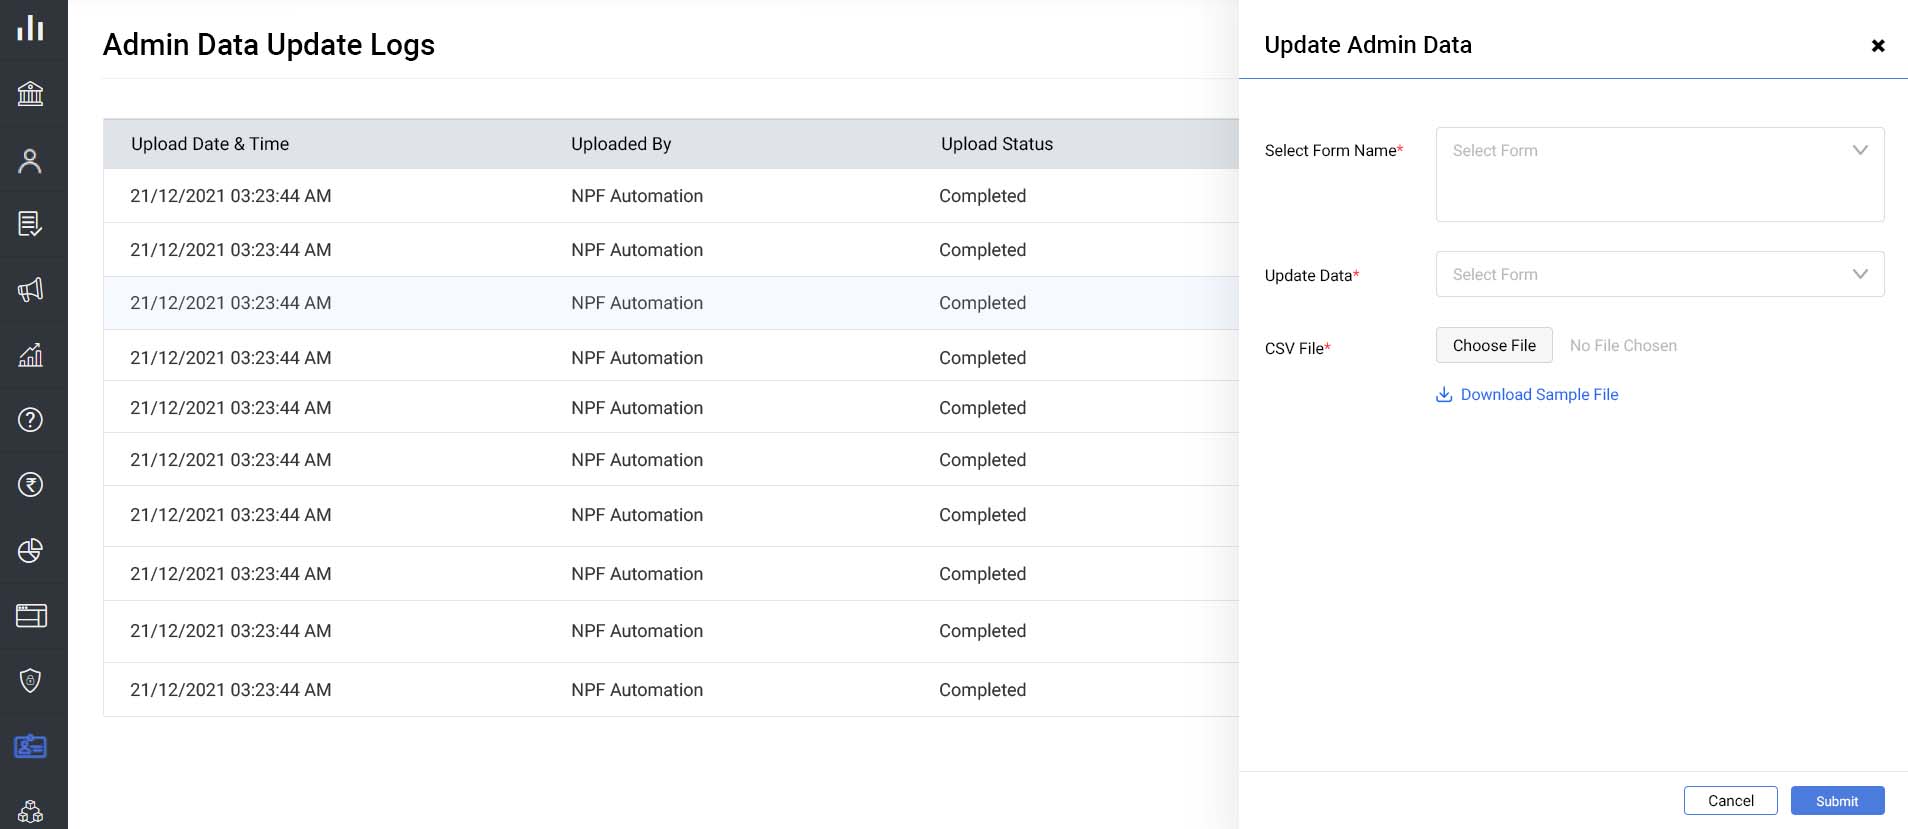 Admin Data Update Logs
Upload Date & Time Uploaded By Upload Status
21/12/2021 03:23:44 AM NPF Automation Completed
21/12/2021 03:23:44 AM NPF Automation Completed
21/12/2021 03:23:44 AM NPF Automation Completed
21/12/2021 03:23:44 AM NPF Automation Completed
21/12/2021 03:23:44 AM NPF Automation Completed
21/12/2021 03:23:44 AM NPF Automation Completed
21/12/2021 03:23:44 AM NPF Automation Completed
21/12/2021 03:23:44 AM NPF Automation Completed
21/12/2021 03:23:44 AM NPF Automation Completed
21/12/2021 03:23:44 AM NPF Automation Completed
Update Admin Data
Select Form Name* Select Form
Update Data* Select Form
CSV File* Choose File No File Chosen
Download Sample File
Cancel Submit